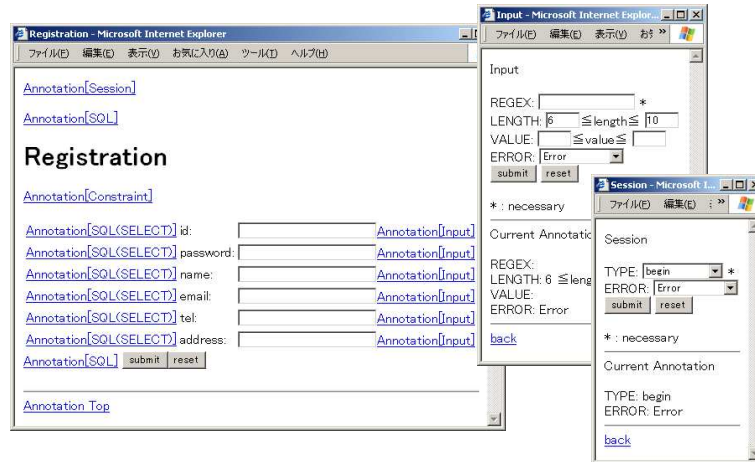 Registration - Microsoft Internet Explorer
ファイル(F) 編集(E) 表示(V) お気に入り(A) ツール(T) ヘルプ(H)
Annotation[Session]
Annotation[SQL]
Registration
Annotation[Constraint]
Annotation[SQL(SELECT)] id: Annotation[Input]
Annotation[SQL(SELECT)] password: Annotation[Input]
Annotation[SQL(SELECT)] name: Annotation[Input]
Annotation[SQL(SELECT)] email: Annotation[Input]
Annotation[SQL(SELECT)] tel: Annotation[Input]
Annotation[SQL(SELECT)] address: Annotation[Input]
Annotation[SQL] submit reset
Annotation Top
Input - Microsoft Internet Explor...
ファイル(F) 編集(E) 表示(V) お »
Input
REGEX: *
LENGTH: 6 ≦length≦ 10
VALUE: ≦value≦
ERROR: Error
submit reset
* : necessary
Current Annotatio
REGEX:
LENGTH: 6 ≦leng
VALUE:
ERROR: Error
back
Session - Microsoft I...
ファイル(F) 編集(E) »
Session
TYPE: begin *
ERROR: Error
submit reset
* : necessary
Current Annotation
TYPE: begin
ERROR: Error
back